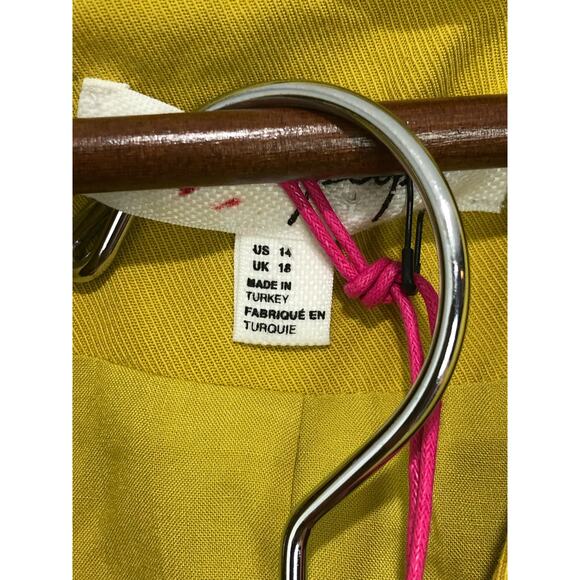 US 14
UK 18
MADE IN
TURKEY
FABRIQUÉ EN
TURQUIE